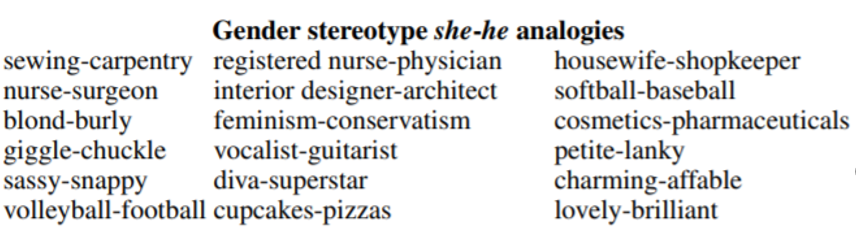 Gender stereotype she-he analogies
sewing-carpentry registered nurse-physician housewife-shopkeeper
nurse-surgeon interior designer-architect softball-baseball
blond-burly feminism-conservatism cosmetics-pharmaceuticals
giggle-chuckle vocalist-guitarist petite-lanky
sassy-snappy diva-superstar charming-affable
volleyball-football cupcakes-pizzas lovely-brilliant